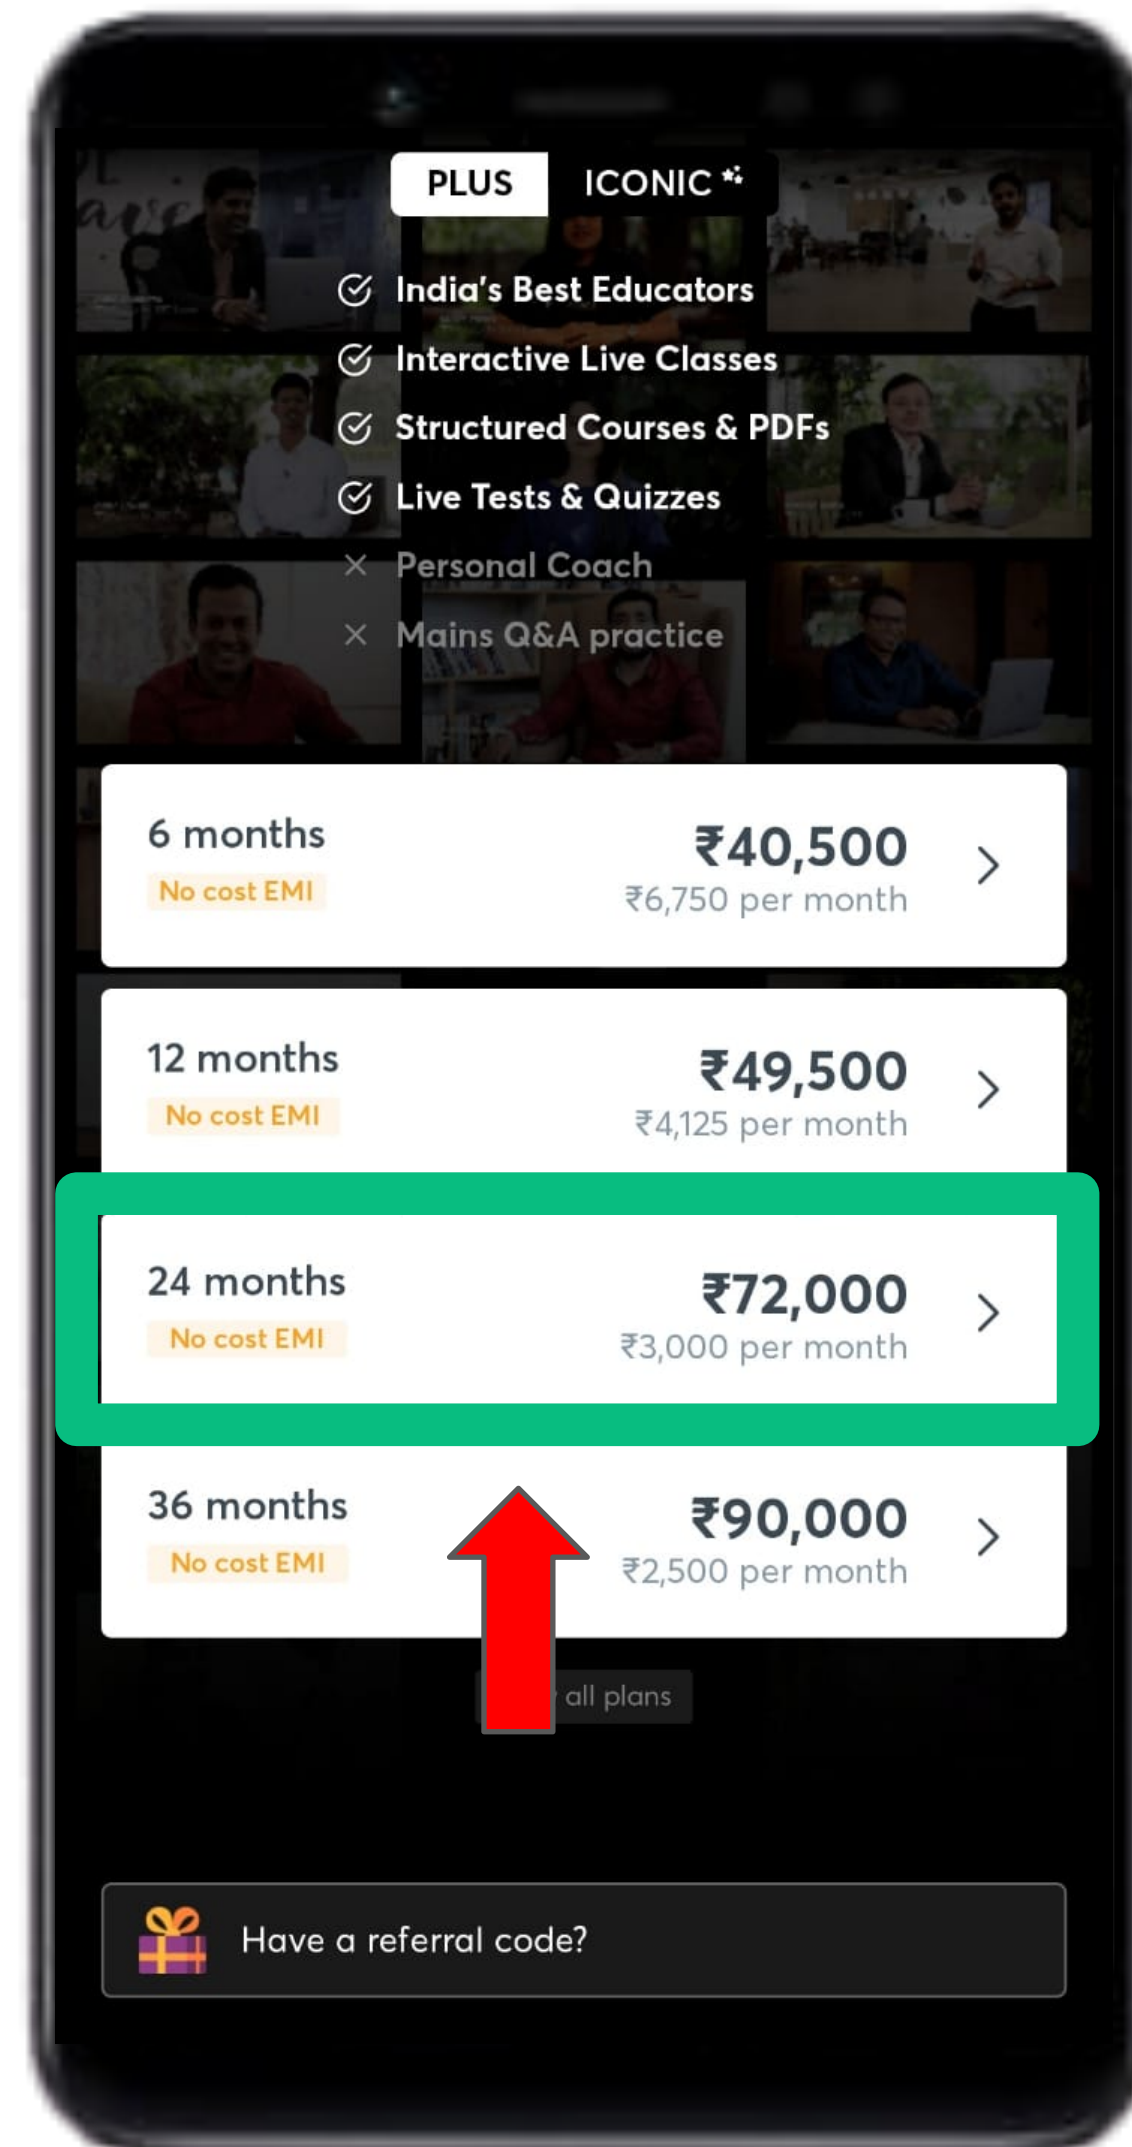 PLUS ICONIC
India's Best Educators
Interactive Live Classes
Structured Courses & PDFs
Live Tests & Quizzes
Personal Coach
Mains Q&A practice
6 months ₹40,500
No cost EMI ₹6,750 per month
12 months ₹49,500
No cost EMI ₹4,125 per month
24 months ₹72,000
No cost EMI ₹3,000 per month
36 months ₹90,000
No cost EMI ₹2,500 per month
all plans
Have a referral code?